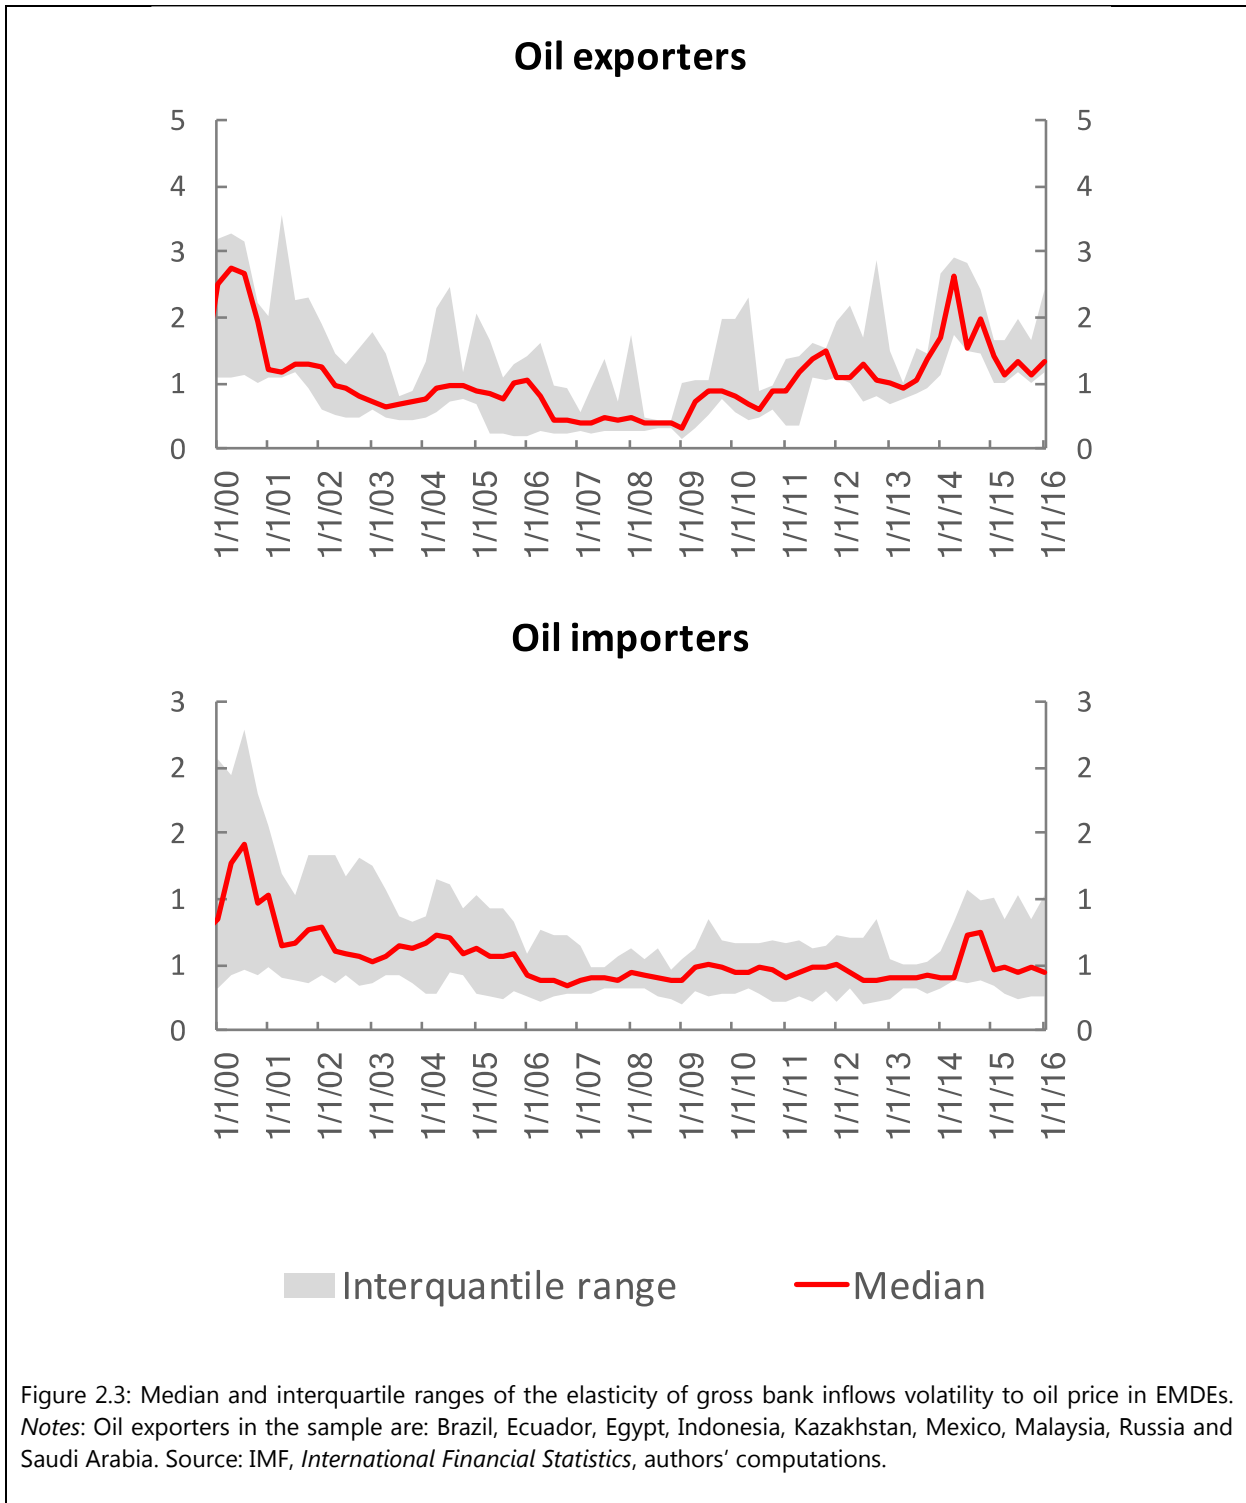 Oil exporters
5 5
4 4
3 3
2 2
1 1
0 0
1/1/00 1/1/01 1/1/02 1/1/03 1/1/04 1/1/05 1/1/06 1/1/07 1/1/08 1/1/09 1/1/10 1/1/11 1/1/12 1/1/13 1/1/14 1/1/15 1/1/16
Oil importers
3 3
2 2
2 2
1 1
1 1
0 0
1/1/00 1/1/01 1/1/02 1/1/03 1/1/04 1/1/05 1/1/06 1/1/07 1/1/08 1/1/09 1/1/10 1/1/11 1/1/12 1/1/13 1/1/14 1/1/15 1/1/16
Interquantile range Median
Figure 2.3: Median and interquartile ranges of the elasticity of gross bank inflows volatility to oil price in EMDEs.
Notes: Oil exporters in the sample are: Brazil, Ecuador, Egypt, Indonesia, Kazakhstan, Mexico, Malaysia, Russia and
Saudi Arabia. Source: IMF, International Financial Statistics, authors’ computations.